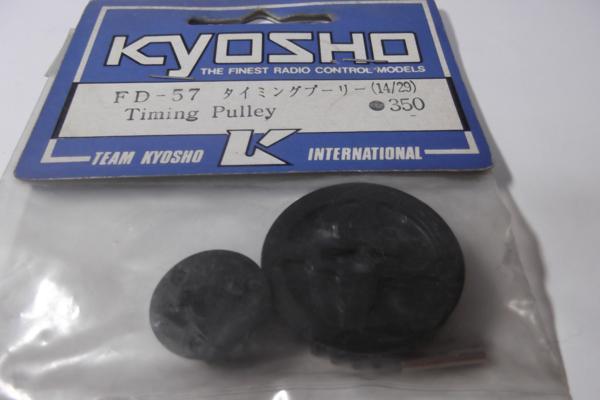 KYOSHO
THE FINEST RADIO CONTROL MODELS
FD-57 タイミングプーリー(14/29)
Timing Pulley ●350
TEAM KYOSHO K INTERNATIONAL